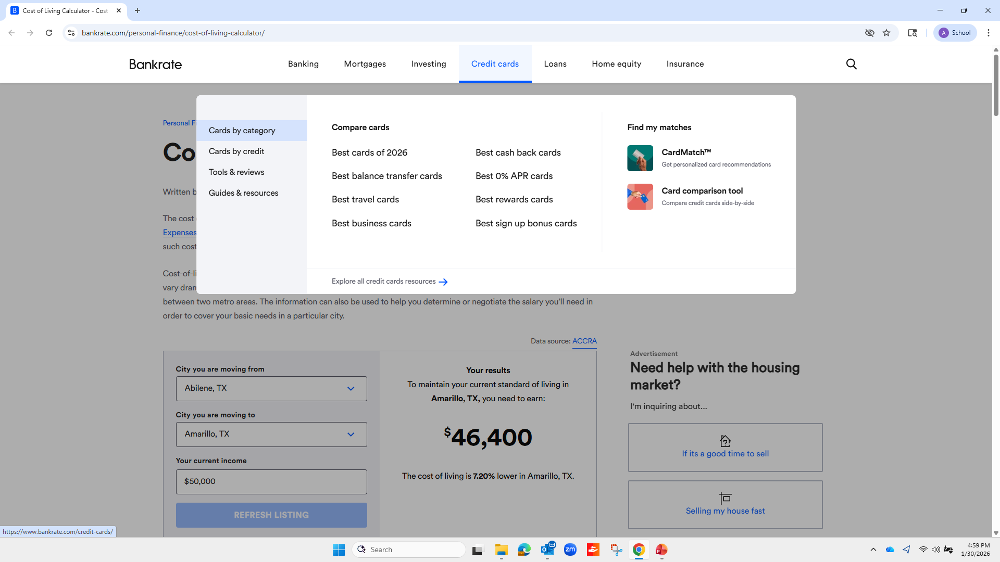 Cost of Living Calculator - Cost
bankrate.com/personal-finance/cost-of-living-calculator/
A School
Bankrate
Banking
Mortgages
Investing
Credit cards
Loans
Home equity
Insurance
Personal Fi
Co
Written b
The cost
Expenses
such cost
Cost-of-li
vary dram
between two metro areas. The information can also be used to help you determine or negotiate the salary you’ll need in
order to cover your basic needs in a particular city.
Cards by category
Cards by credit
Tools & reviews
Guides & resources
Compare cards
Best cards of 2026
Best cash back cards
Best balance transfer cards
Best 0% APR cards
Best travel cards
Best rewards cards
Best business cards
Best sign up bonus cards
Find my matches
CardMatch™
Get personalized card recommendations
Card comparison tool
Compare credit cards side-by-side
Explore all credit cards resources
Data source: ACCRA
City you are moving from
Abilene, TX
City you are moving to
Amarillo, TX
Your current income
$50,000
REFRESH LISTING
Your results
To maintain your current standard of living in
Amarillo, TX, you need to earn:
$46,400
The cost of living is 7.20% lower in Amarillo, TX.
Advertisement
Need help with the housing
market?
I'm inquiring about...
If its a good time to sell
Selling my house fast
https://www.bankrate.com/credit-cards/
Search
zm
4:59 PM
1/30/2026